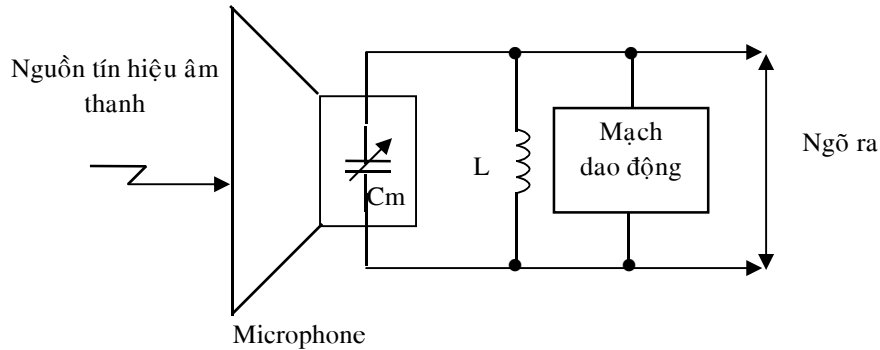 Nguồn tín hiệu âm
thanh
Cm
L
Mạch
dao động
Ngõ ra
Microphone